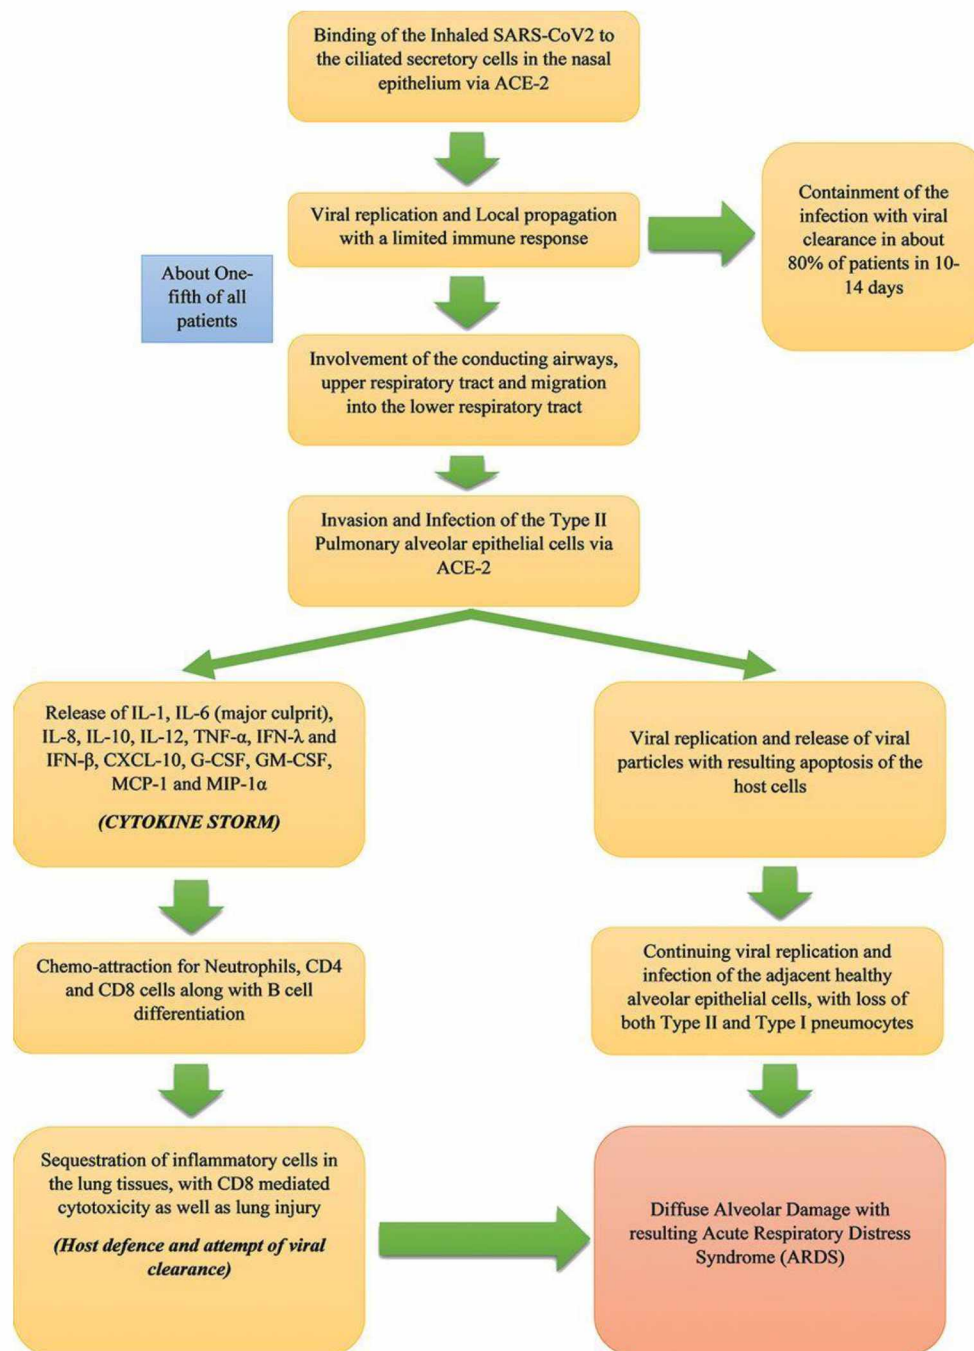 Binding of the Inhaled SARS-CoV2 to
the ciliated secretory cells in the nasal
epithelium via ACE-2
Viral replication and Local propagation
with a limited immune response
Containment of the
infection with viral
clearance in about
80% of patients in 10-
14 days
About One-
fifth of all
patients
Involvement of the conducting airways,
upper respiratory tract and migration
into the lower respiratory tract
Invasion and Infection of the Type II
Pulmonary alveolar epithelial cells via
ACE-2
Release of IL-1, IL-6 (major culprit),
IL-8, IL-10, IL-12, TNF-α, IFN-λ and
IFN-β, CXCL-10, G-CSF, GM-CSF,
MCP-1 and MIP-1α
(CYTOKINE STORM)
Viral replication and release of viral
particles with resulting apoptosis of the
host cells
Chemo-attraction for Neutrophils, CD4
and CD8 cells along with B cell
differentiation
Continuing viral replication and
infection of the adjacent healthy
alveolar epithelial cells, with loss of
both Type II and Type I pneumocytes
Sequestration of inflammatory cells in
the lung tissues, with CD8 mediated
cytotoxicity as well as lung injury
(Host defence and attempt of viral
clearance)
Diffuse Alveolar Damage with
resulting Acute Respiratory Distress
Syndrome (ARDS)